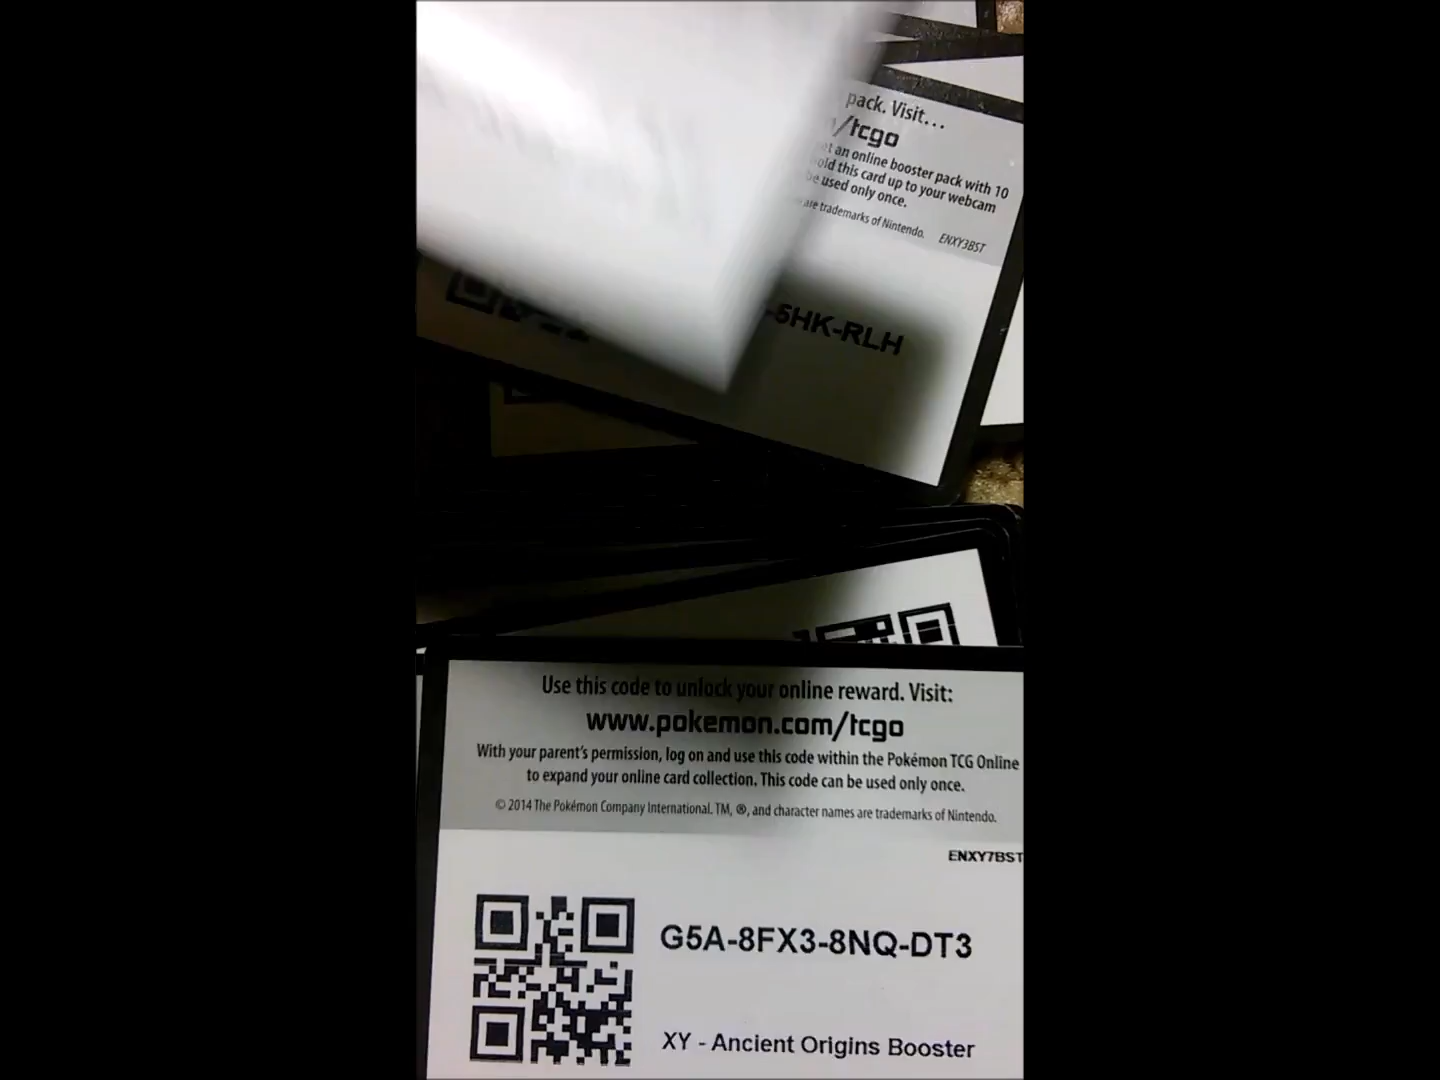 pack. Visit...
/tcgo
an online booster pack with 10
old this card up to your webcam
be used only once.
are trademarks of Nintendo. ENXY3BST
-5HK-RLH
Use this code to unlock your online reward. Visit:
www.pokemon.com/tcgo
With your parent's permission, log on and use this code within the Pokémon TCG Online
to expand your online card collection. This code can be used only once.
© 2014 The Pokémon Company International. TM, ®, and character names are trademarks of Nintendo.
ENXY7BST
G5A-8FX3-8NQ-DT3
XY - Ancient Origins Booster